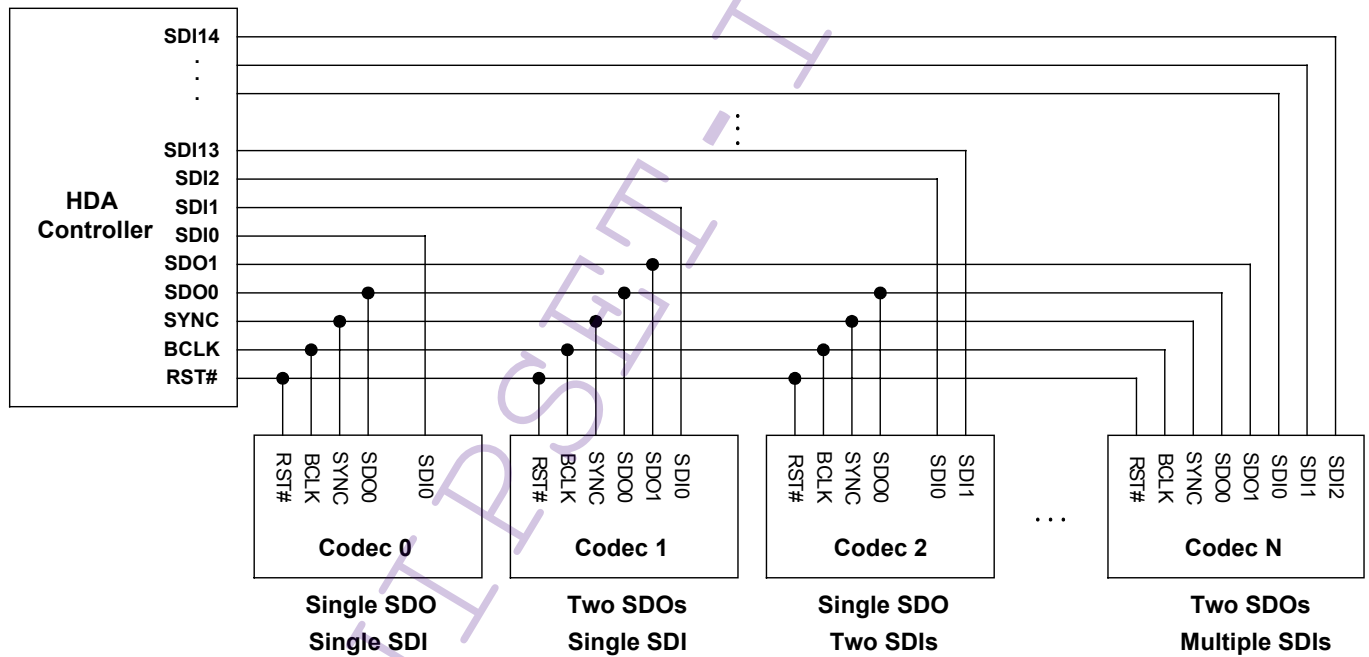 SDI14
.
.
.
SDI13
SDI2
SDI1
SDI0
SDO1
SDO0
SYNC
BCLK
RST#
HDA
Controller
RST# BCLK SYNC SDO0 SDI0
Codec 0
Single SDO
Single SDI
RST# BCLK SYNC SDO0 SDO1 SDI0
Codec 1
Two SDOs
Single SDI
RST# BCLK SYNC SDO0 SDI0 SDI1
Codec 2
Single SDO
Two SDIs
...
RST# BCLK SYNC SDO0 SDO1 SDI0 SDI1 SDI2
Codec N
Two SDOs
Multiple SDIs
IPSET-I